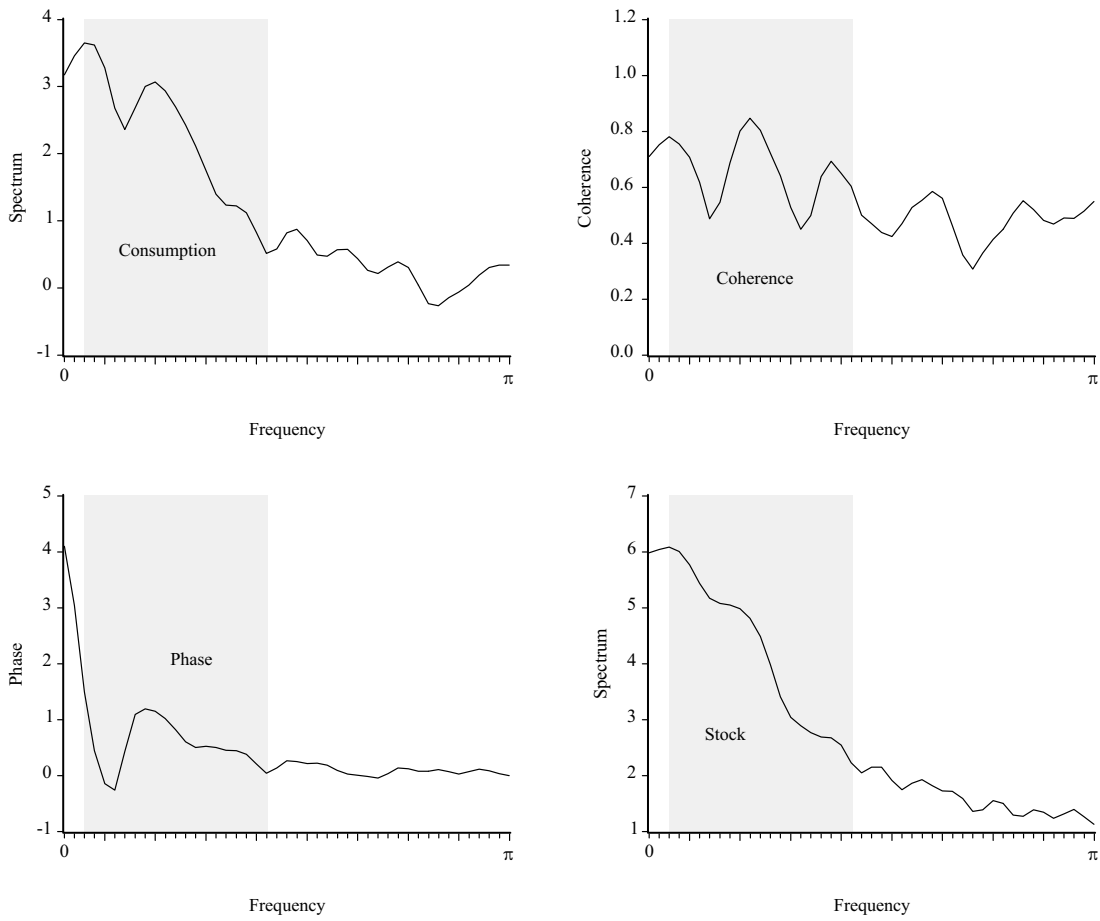 4
3
2
1
0
-1
Spectrum
Consumption
0
π
Frequency
1.2
1.0
0.8
0.6
0.4
0.2
0.0
Coherence
Coherence
0
π
Frequency
5
4
3
2
1
0
-1
Phase
Phase
0
π
Frequency
7
6
5
4
3
2
1
Spectrum
Stock
0
π
Frequency